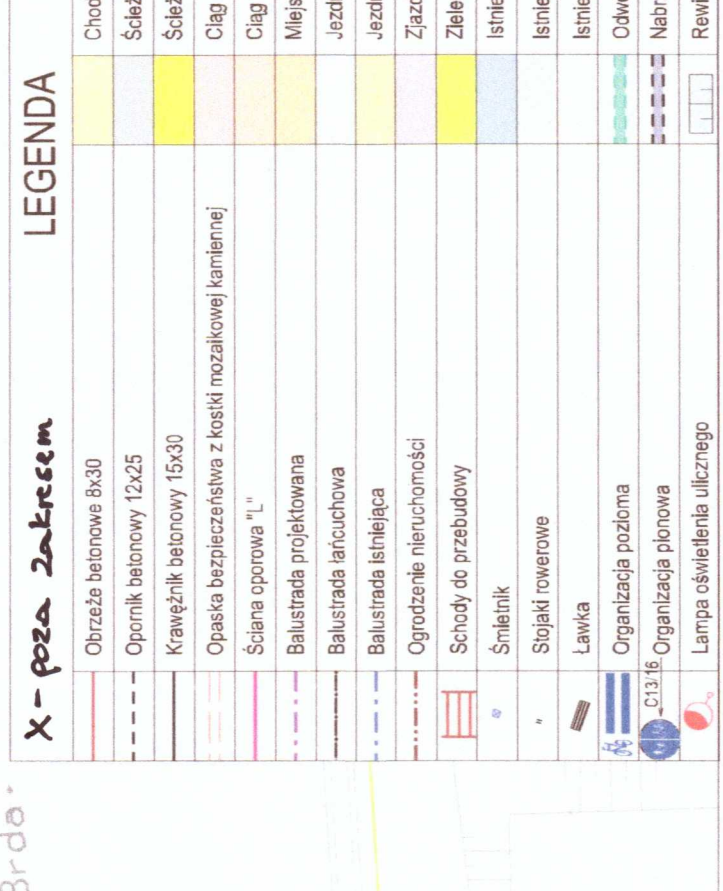 Brda.
X - poza zakresem
LEGENDA
Obrzeże betonowe 8x30
Opornik betonowy 12x25
Krawężnik betonowy 15x30
Opaska bezpieczeństwa z kostki mozaikowej kamiennej
Ściana oporowa "L"
Balustrada projektowana
Balustrada łańcuchowa
Balustrada istniejąca
Ogrodzenie nieruchomości
Schody do przebudowy
Śmietnik
Stojaki rowerowe
Ławka
Organizacja pozioma
C13/16 Organizacja pionowa
Lampa oświetlenia ulicznego
Chod
Ścież
Ścież
Ciąg
Ciąg
Miejs
Jezdn
Jezdn
Zjazd
Ziele
Istnie
Istnie
Istnie
Odwo
Nabr
Rewi